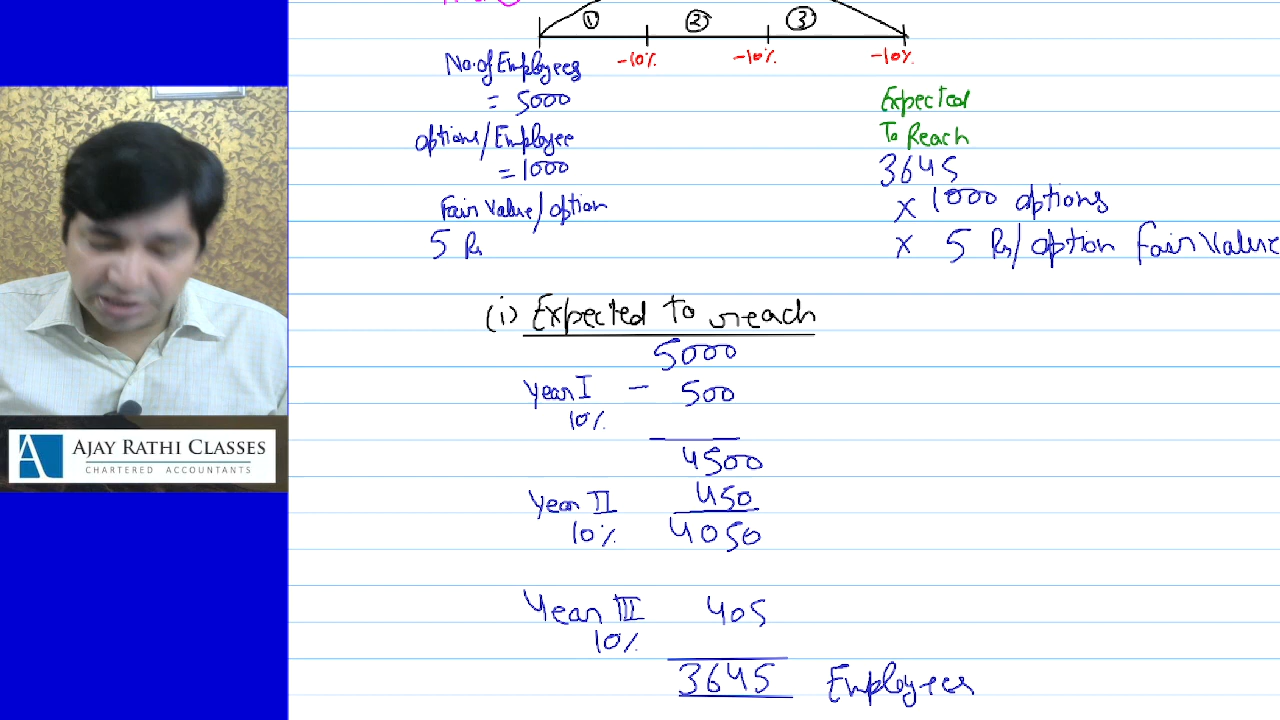 ① ② ③
-10% -10% -10%
No. of Employees
= 5000
options/Employee
= 1000
Fair Value/option
5 Rs
Expected
To Reach
3645
× 1000 options
× 5 Rs/option Fair Value
(i) Expected to reach
5000
Year I - 500
10%
4500
Year II 450
10% 4050
Year III 405
10%
3645 Employees
AJAY RATHI CLASSES
CHARTERED ACCOUNTANTS